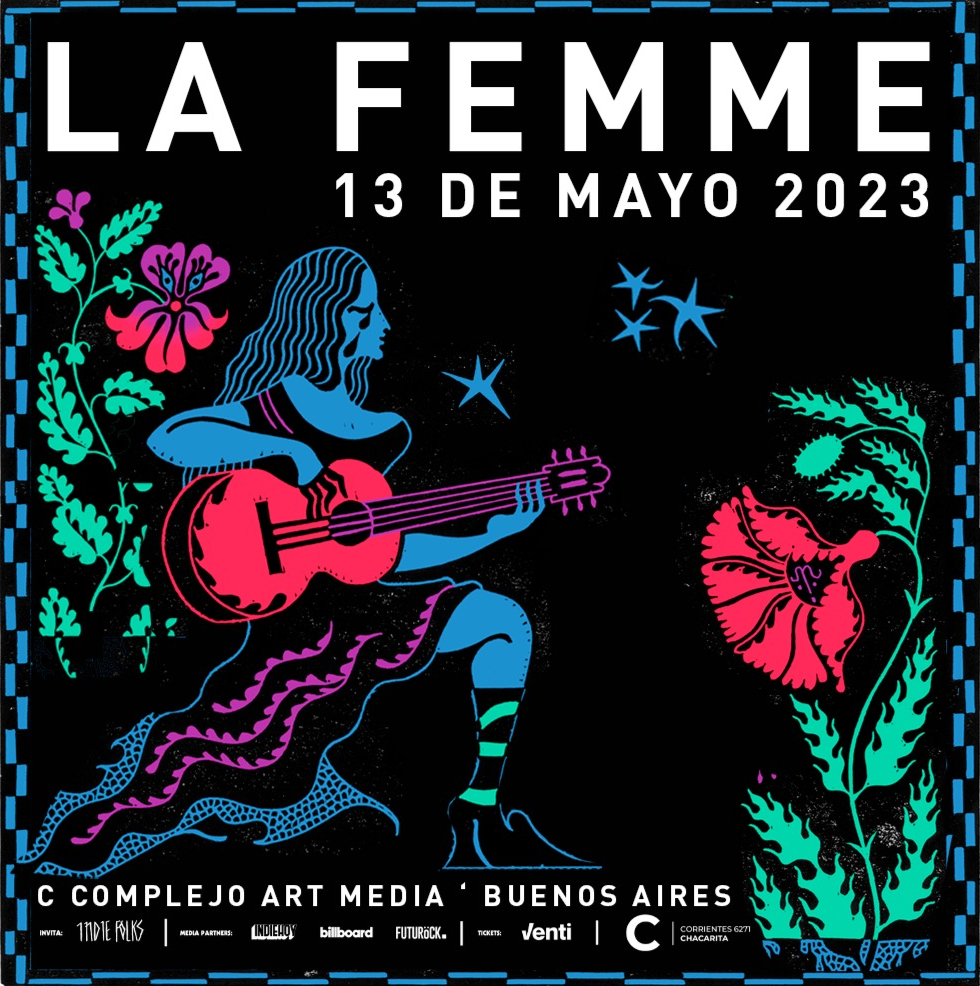 LA FEMME
13 DE MAYO 2023
C COMPLEJO ART MEDIA ‘ BUENOS AIRES
INVITA: INDIE FOLKS | MEDIA PARTNERS: INDIEHOY billboard FUTURöCK. | TICKETS: Venti | C CORRIENTES 6271
CHACARITA